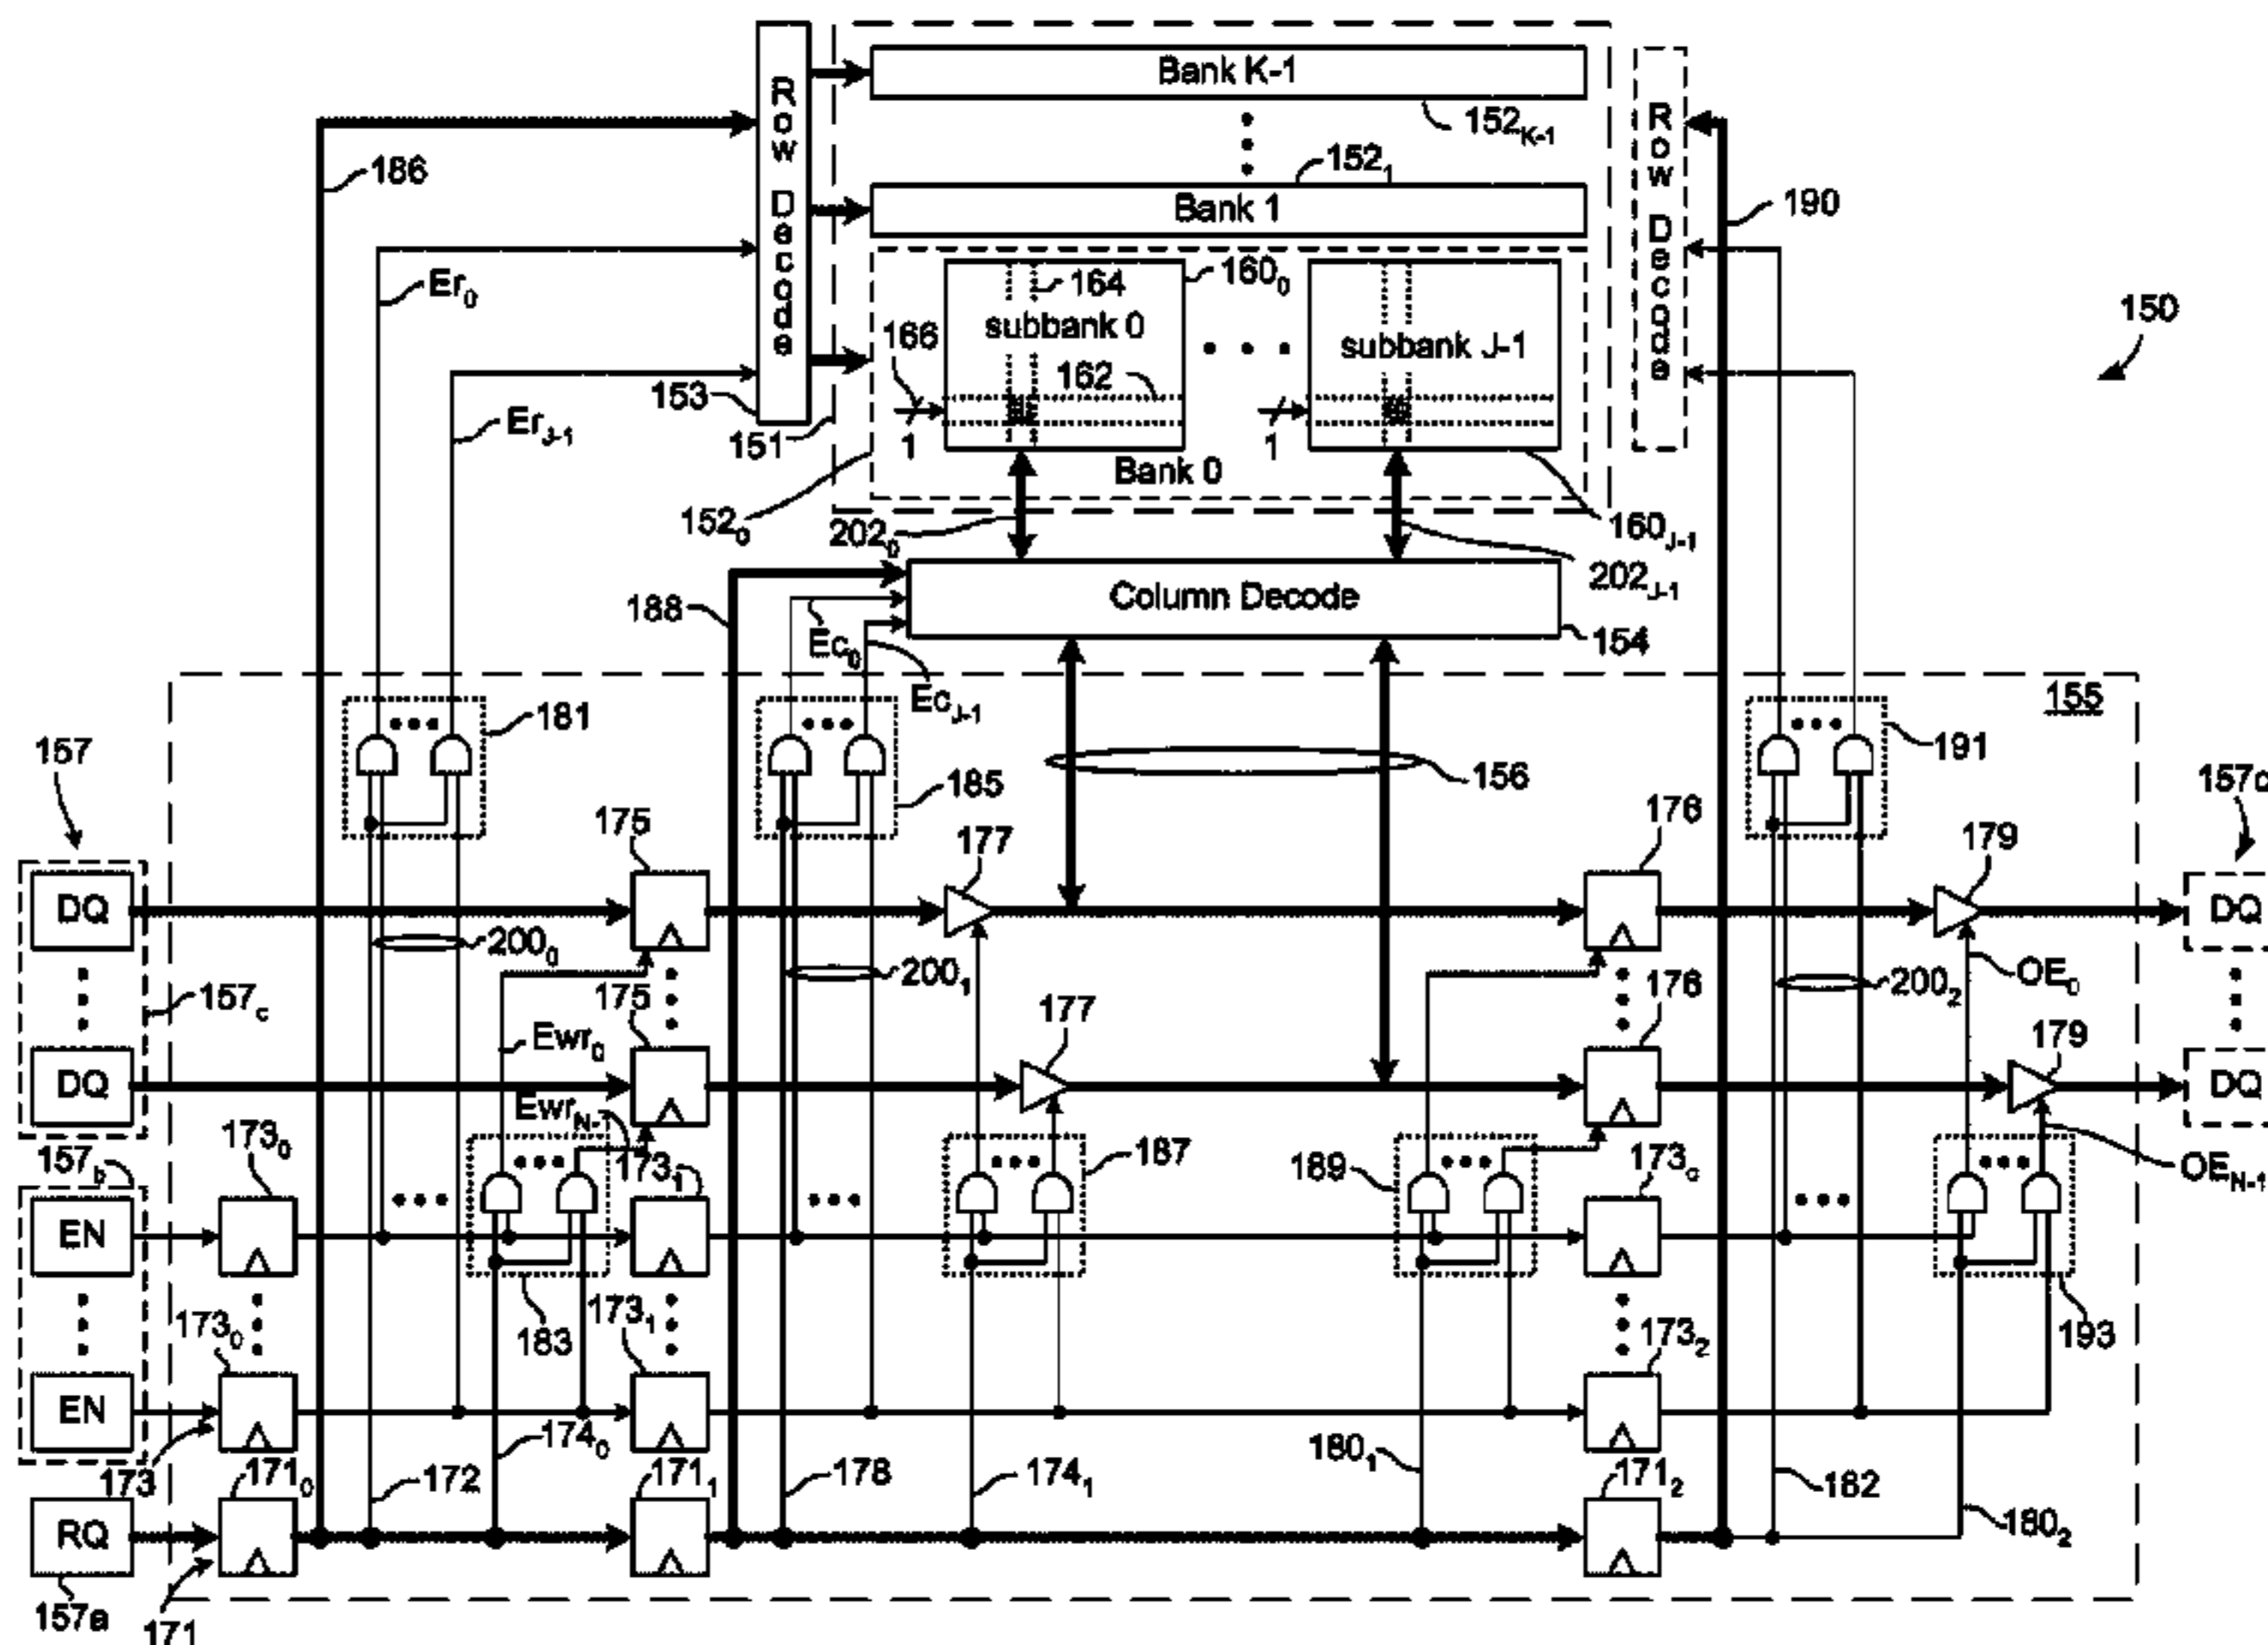 Bank K-1
152K-1
Row Decode
Row Decode
186
152₁
190
Bank 1
Er₀
164
160₀
subbank 0
150
166
subbank J-1
162
153
ErJ-1
151
1
1
Bank 0
152₀
202₀
160J-1
202J-1
188
Column Decode
Ec₀
154
EcJ-1
155
181
191
157
185
156
157c
175
177
176
179
DQ
DQ
200₀
200₁
OE₀
200₂
157c
175
177
176
179
Ewr₀
DQ
DQ
EwrN-1
173₀
173₁
187
189
173c
OEN-1
157b
EN
183
173₁
193
173₀
173₂
EN
174₀
180₁
173
171₀
172
171₁
178
174₁
171₂
182
RQ
180₂
157a
171